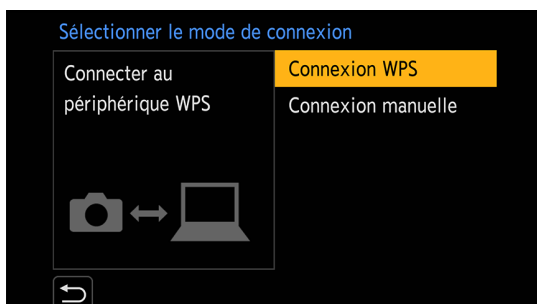 Sélectionner le mode de connexion
Connecter au
périphérique WPS
Connexion WPS
Connexion manuelle